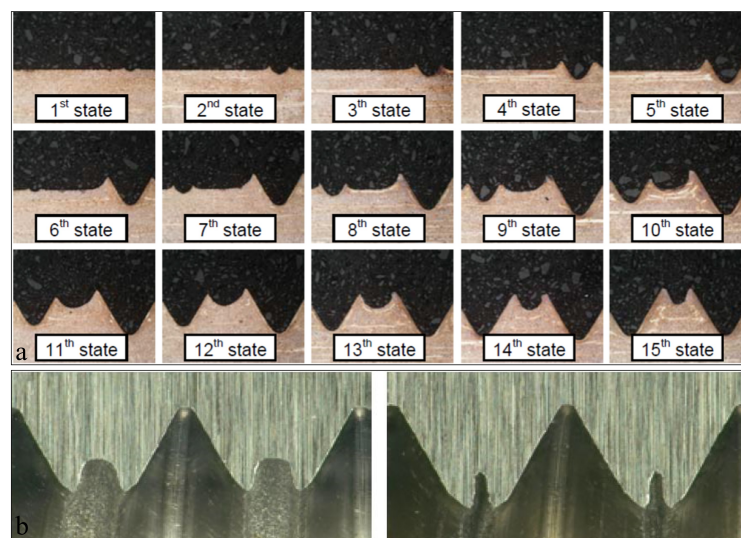 1st state
2nd state
3th state
4th state
5th state
6th state
7th state
8th state
9th state
10th state
11th state
12th state
13th state
14th state
15th state
a
b